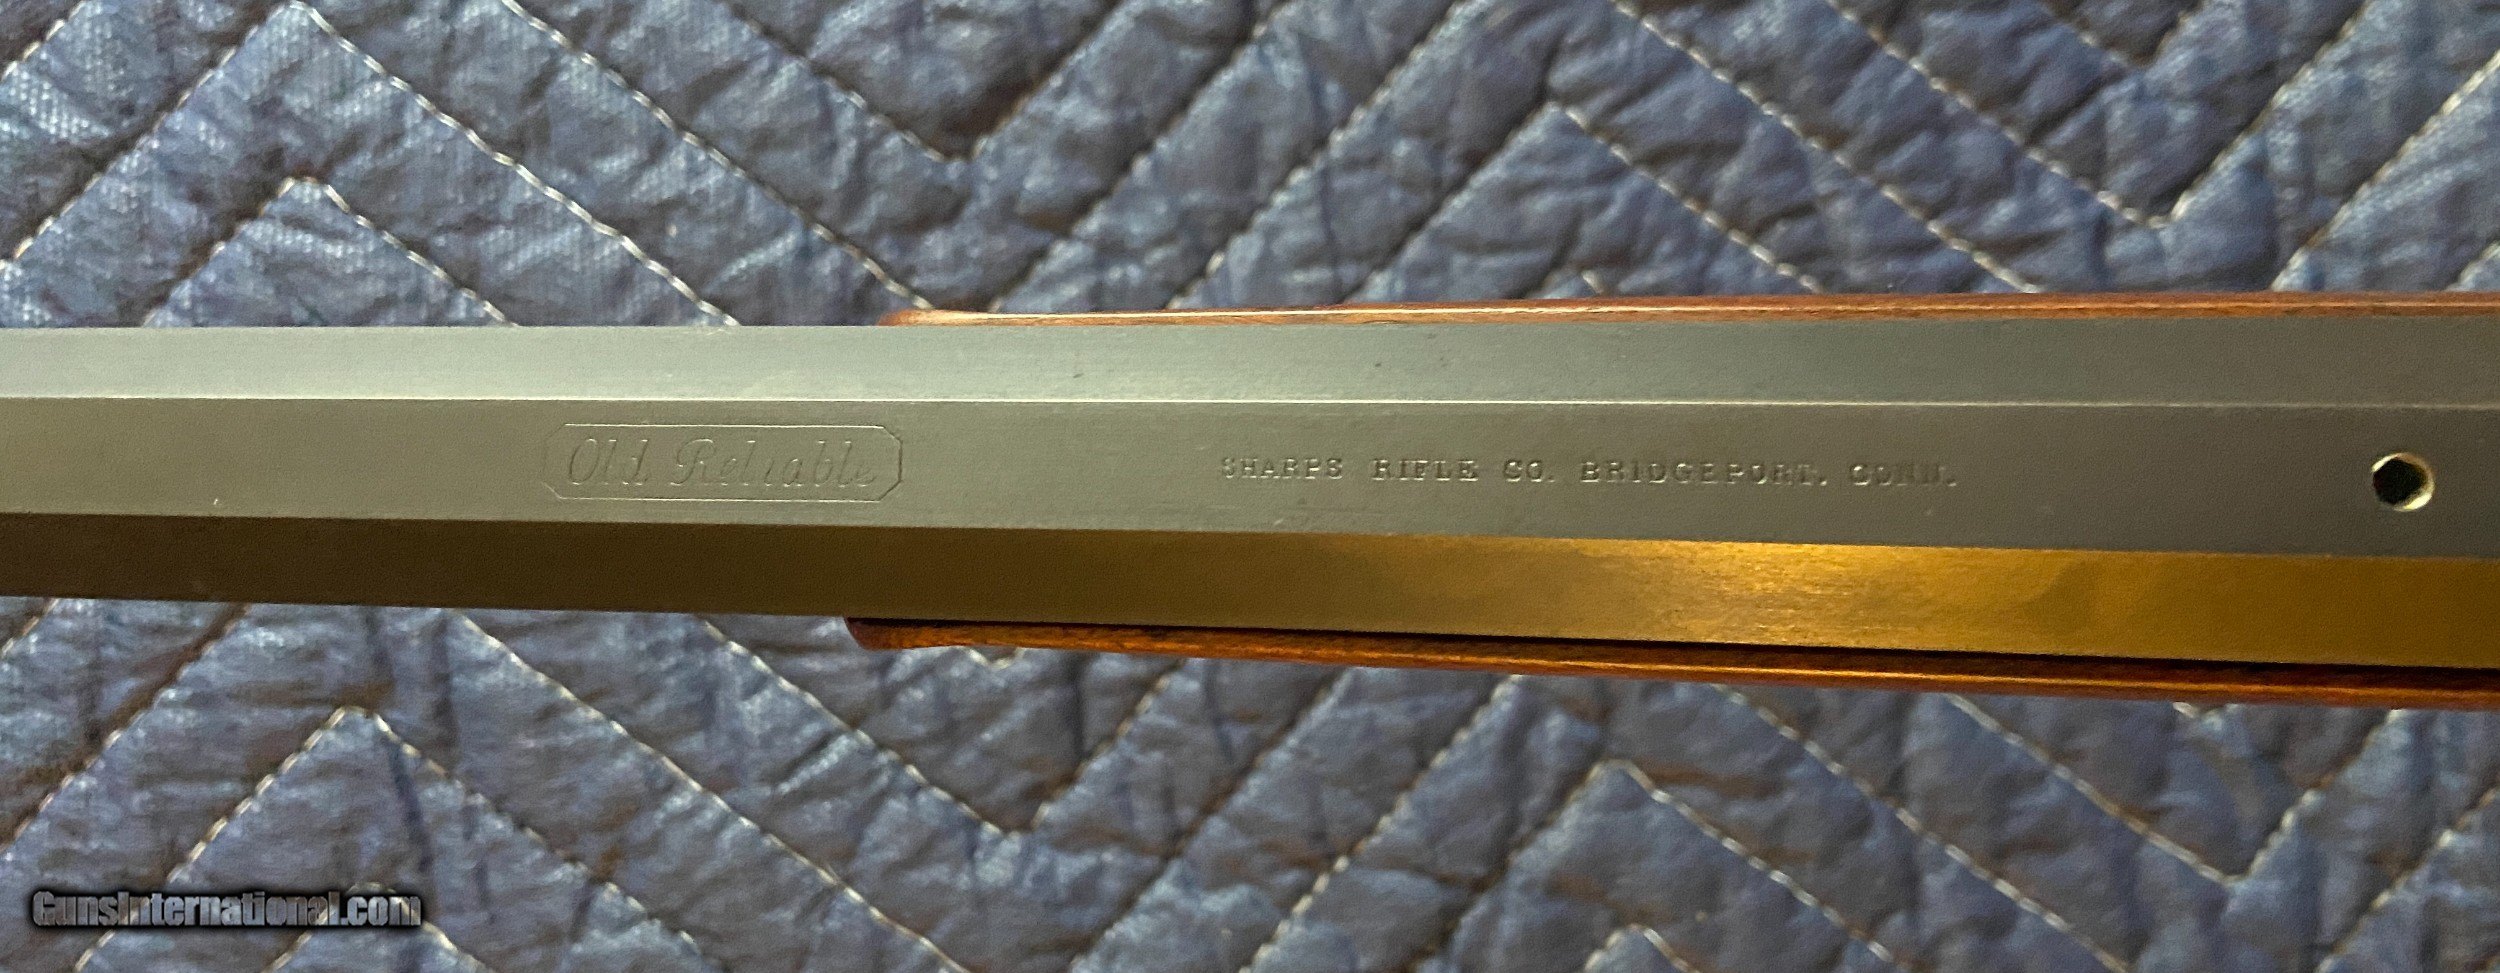 Old Reliable
SHARPS RIFLE CO. BRIDGEPORT, CONN.
GunsInternational.com